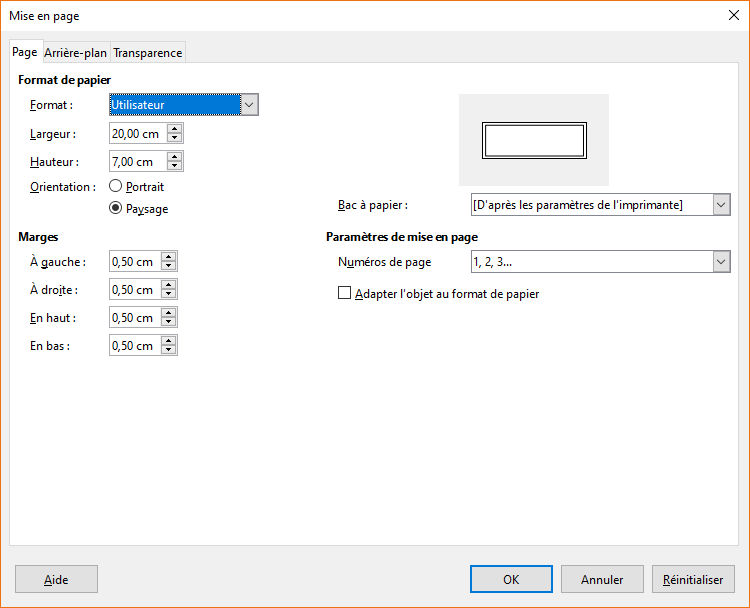 Mise en page
Page Arrière-plan Transparence
Format de papier
Format : Utilisateur
Largeur : 20,00 cm
Hauteur : 7,00 cm
Orientation : Portrait
Paysage
Bac à papier : [D'après les paramètres de l'imprimante]
Marges
À gauche : 0,50 cm
À droite : 0,50 cm
En haut : 0,50 cm
En bas : 0,50 cm
Paramètres de mise en page
Numéros de page 1, 2, 3...
Adapter l'objet au format de papier
Aide OK Annuler Réinitialiser